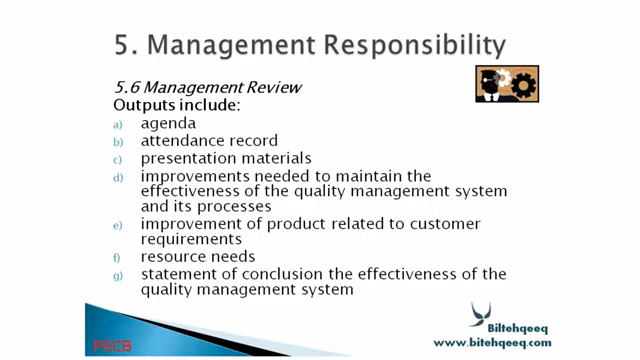 5. Management Responsibility
5.6 Management Review
Outputs include:
a) agenda
b) attendance record
c) presentation materials
d) improvements needed to maintain the
effectiveness of the quality management system
and its processes
e) improvement of product related to customer
requirements
f) resource needs
g) statement of conclusion the effectiveness of the
quality management system
PECB
Biltehqeeq
www.bitehqeeq.com